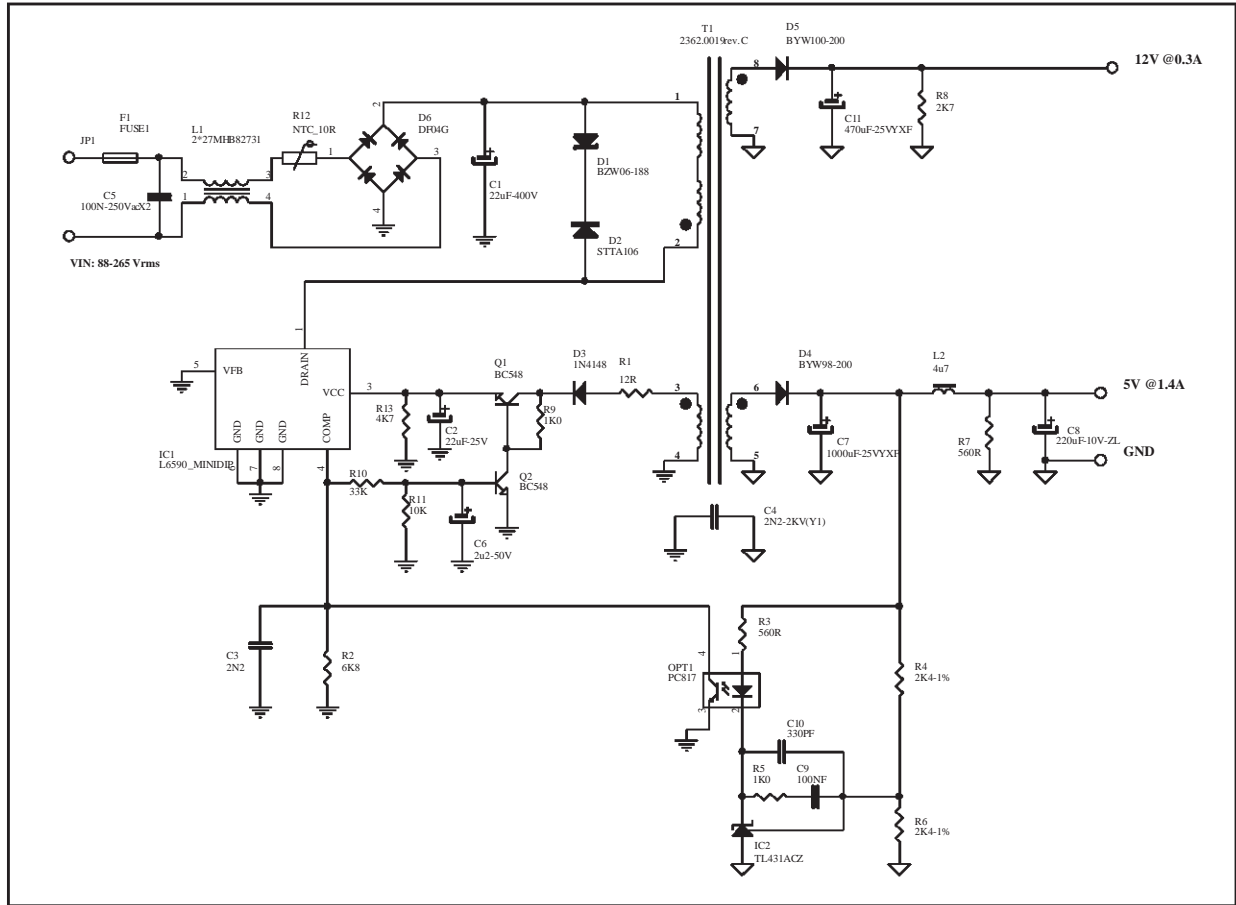 T1
2362.0019rev.C
D5
BYW100-200
12V @0.3A
8
7
C11
470uF-25VYXF
R8
2K7
F1
FUSE1
JP1
L1
2*27MHB82731
R12
NTC_10R
D6
DF04G
1
2
3
4
2
1
3
4
C5
100N-250VacX2
VIN: 88-265 Vrms
C1
22uF-400V
D1
BZW06-188
D2
STTA106
1
2
1
DRAIN
5
VFB
VCC
3
GND
GND
GND
COMP
6
7
8
4
IC1
L6590_MINIDIP
R13
4K7
C2
22uF-25V
Q1
BC548
R9
1K0
D3
1N4148
R1
12R
3
4
6
5
D4
BYW98-200
L2
4u7
5V @1.4A
C7
1000uF-25VYXF
R7
560R
C8
220uF-10V-ZL
GND
R10
33K
R11
10K
Q2
BC548
C6
2u2-50V
C4
2N2-2KV(Y1)
C3
2N2
R2
6K8
R3
560R
OPT1
PC817
4
1
3
2
R4
2K4-1%
C10
330PF
R5
1K0
C9
100NF
R6
2K4-1%
IC2
TL431ACZ